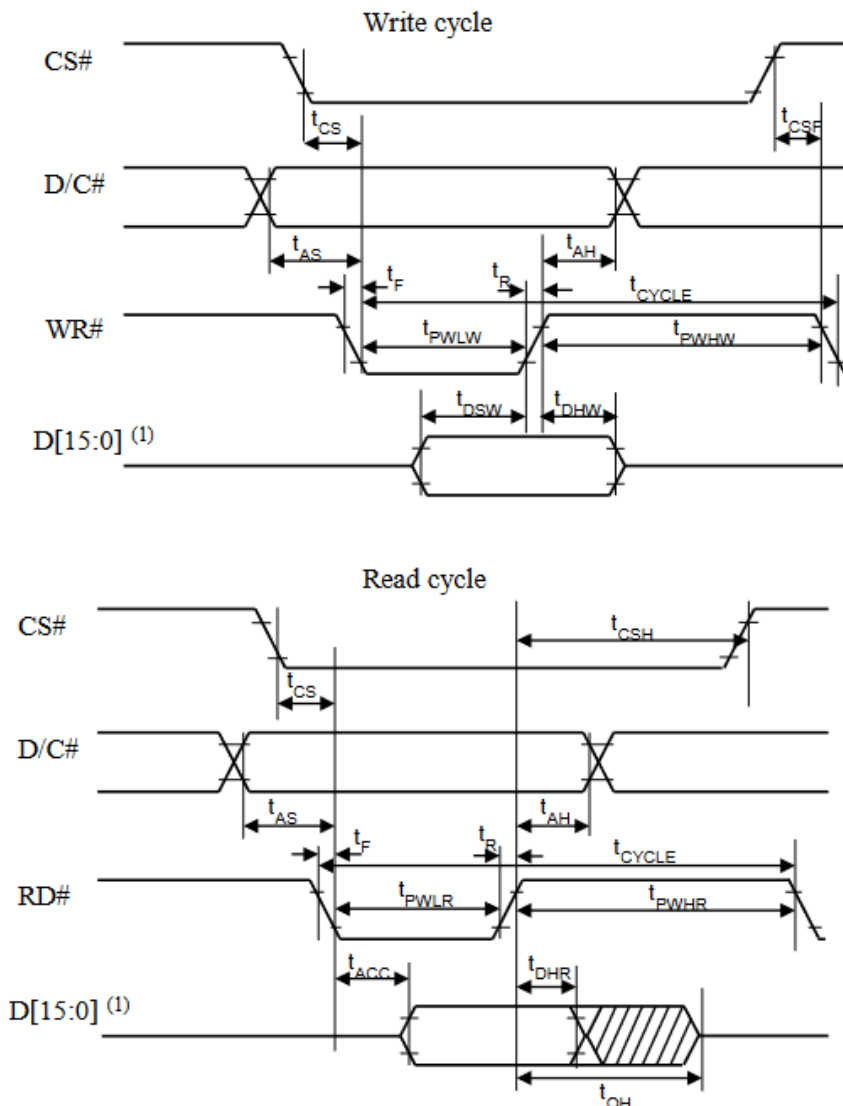 Write cycle
CS#
tCS
tCSF
D/C#
tAS
tAH
tF
tR
tCYCLE
WR#
tPWLW
tPWHW
tDSW
tDHW
D[15:0] (1)
Read cycle
CS#
tCSH
tCS
D/C#
tAS
tAH
tF
tR
tCYCLE
RD#
tPWLR
tPWHR
tACC
tDHR
D[15:0] (1)
tOH